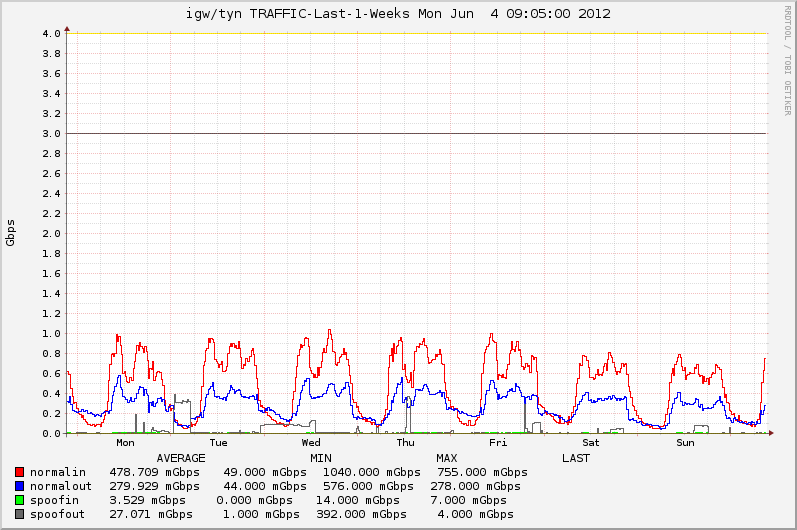 igw/tyn TRAFFIC-Last-1-Weeks Mon Jun  4 09:05:00 2012
RRDTOOL / TOBI OETIKER
Gbps
4.0
3.8
3.6
3.4
3.2
3.0
2.8
2.6
2.4
2.2
2.0
1.8
1.6
1.4
1.2
1.0
0.8
0.6
0.4
0.2
0.0
Mon Tue Wed Thu Fri Sat Sun
AVERAGE MIN MAX LAST
normalin 478.709 mGbps 49.000 mGbps 1040.000 mGbps 755.000 mGbps
normalout 279.929 mGbps 44.000 mGbps 576.000 mGbps 278.000 mGbps
spoofin 3.529 mGbps 0.000 mGbps 14.000 mGbps 7.000 mGbps
spoofout 27.071 mGbps 1.000 mGbps 392.000 mGbps 4.000 mGbps